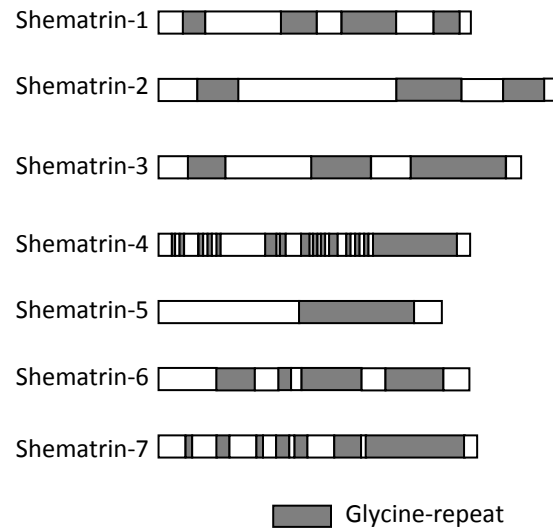 Shematrin-1
Shematrin-2
Shematrin-3
Shematrin-4
Shematrin-5
Shematrin-6
Shematrin-7
Glycine-repeat